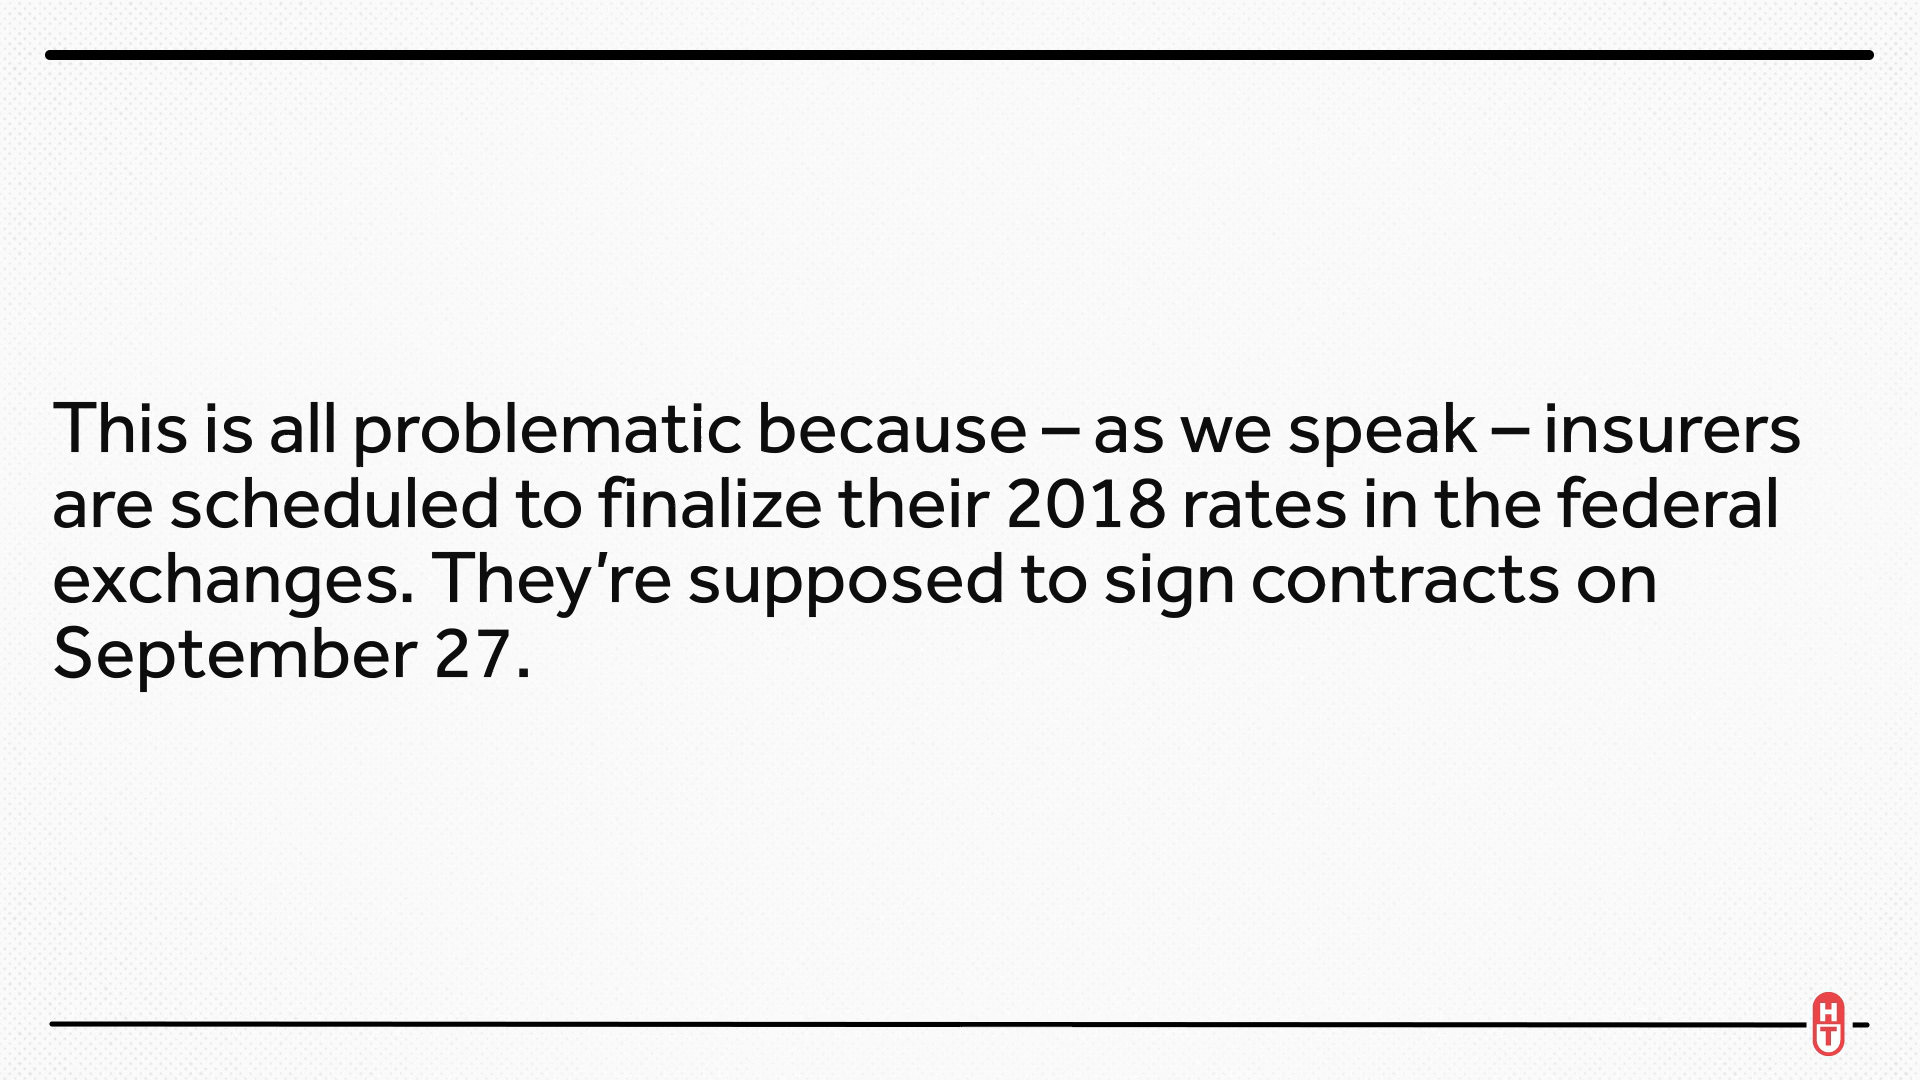 This is all problematic because – as we speak – insurers
are scheduled to finalize their 2018 rates in the federal
exchanges. They’re supposed to sign contracts on
September 27.
H
T